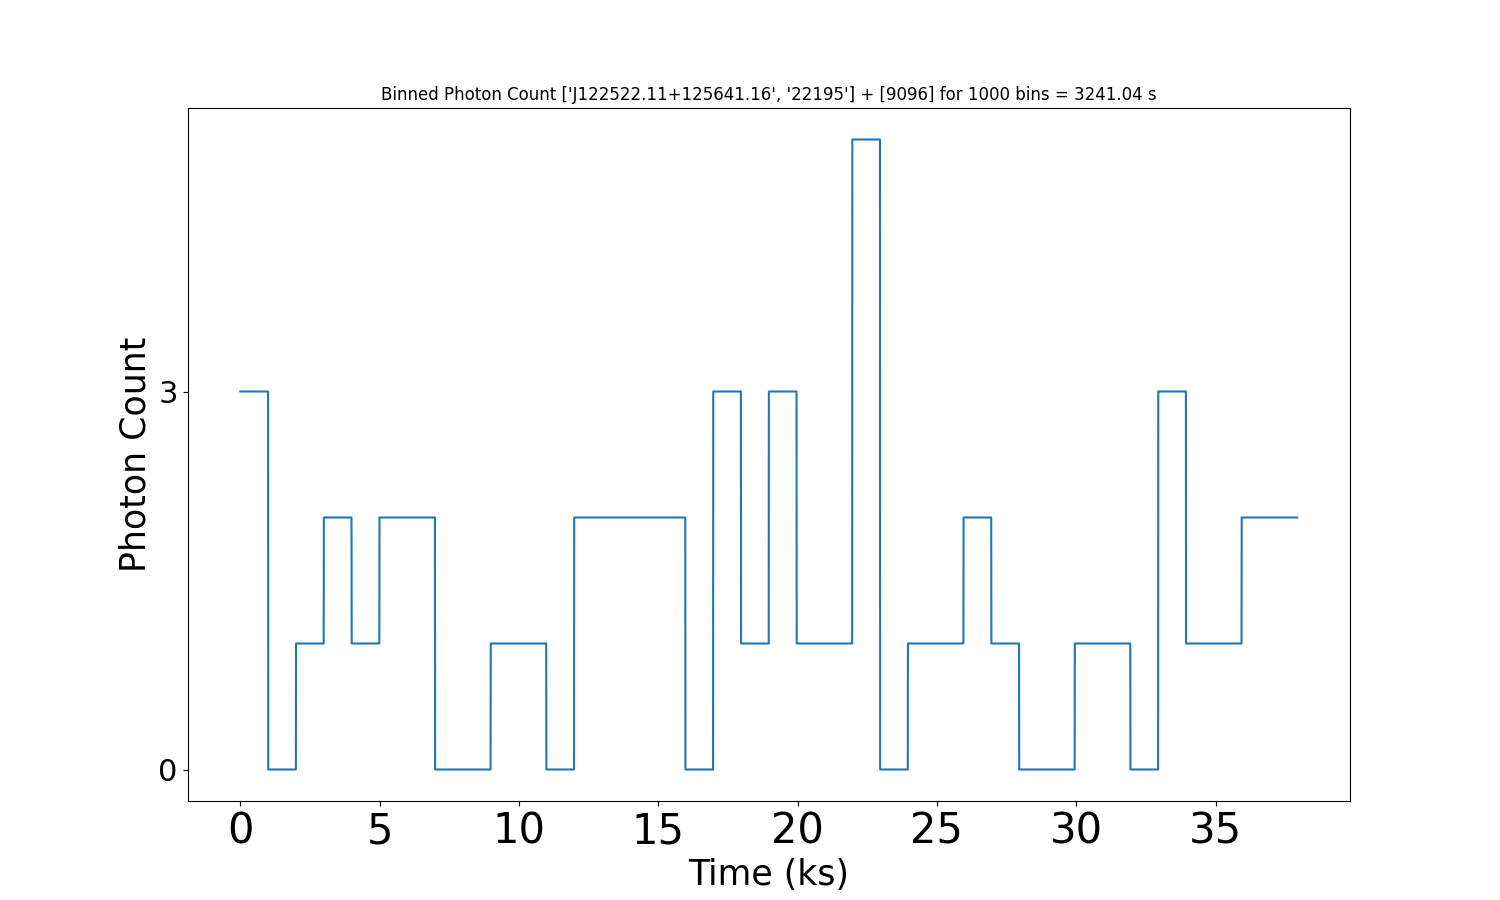 Binned Photon Count ['J122522.11+125641.16', '22195'] + [9096] for 1000 bins = 3241.04 s
Photon Count
3
0
0 5 10 15 20 25 30 35
Time (ks)